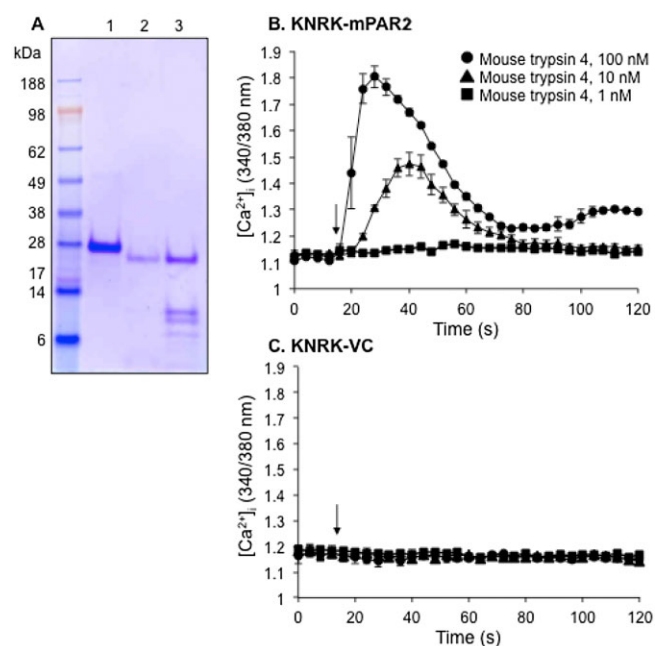 A
1 2 3
kDa
188
98
62
49
38
28
17
14
6
B. KNRK-mPAR2
Mouse trypsin 4, 100 nM
Mouse trypsin 4, 10 nM
Mouse trypsin 4, 1 nM
[Ca²⁺]ᵢ (340/380 nm)
1.9
1.8
1.7
1.6
1.5
1.4
1.3
1.2
1.1
1
0 20 40 60 80 100 120
Time (s)
C. KNRK-VC
[Ca²⁺]ᵢ (340/380 nm)
1.9
1.8
1.7
1.6
1.5
1.4
1.3
1.2
1.1
1
0 20 40 60 80 100 120
Time (s)